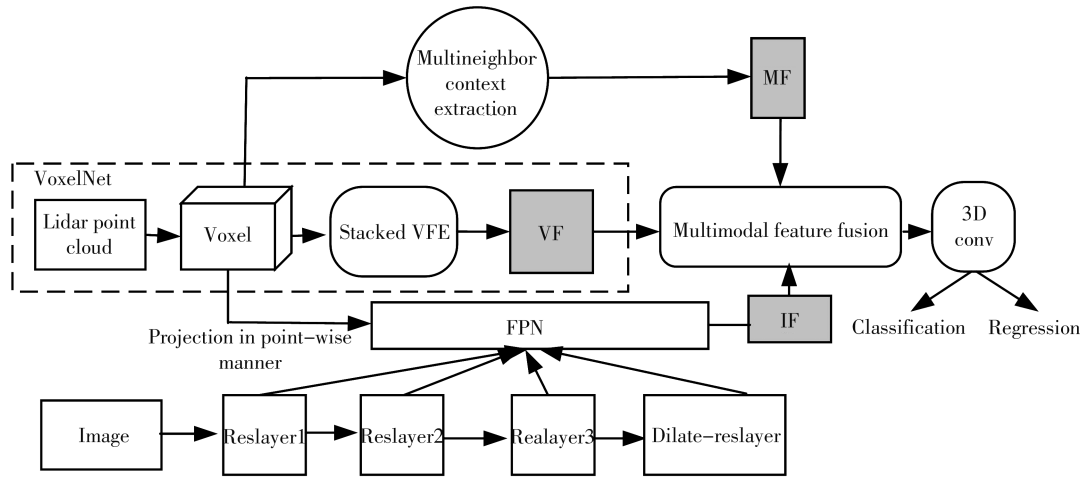 Multineighbor
context
extraction
MF
VoxelNet
Lidar point
cloud
Voxel
Stacked VFE
VF
Multimodal feature fusion
3D
conv
Projection in point-wise
manner
FPN
IF
Classification
Regression
Image
Reslayer1
Reslayer2
Realayer3
Dilate-reslayer